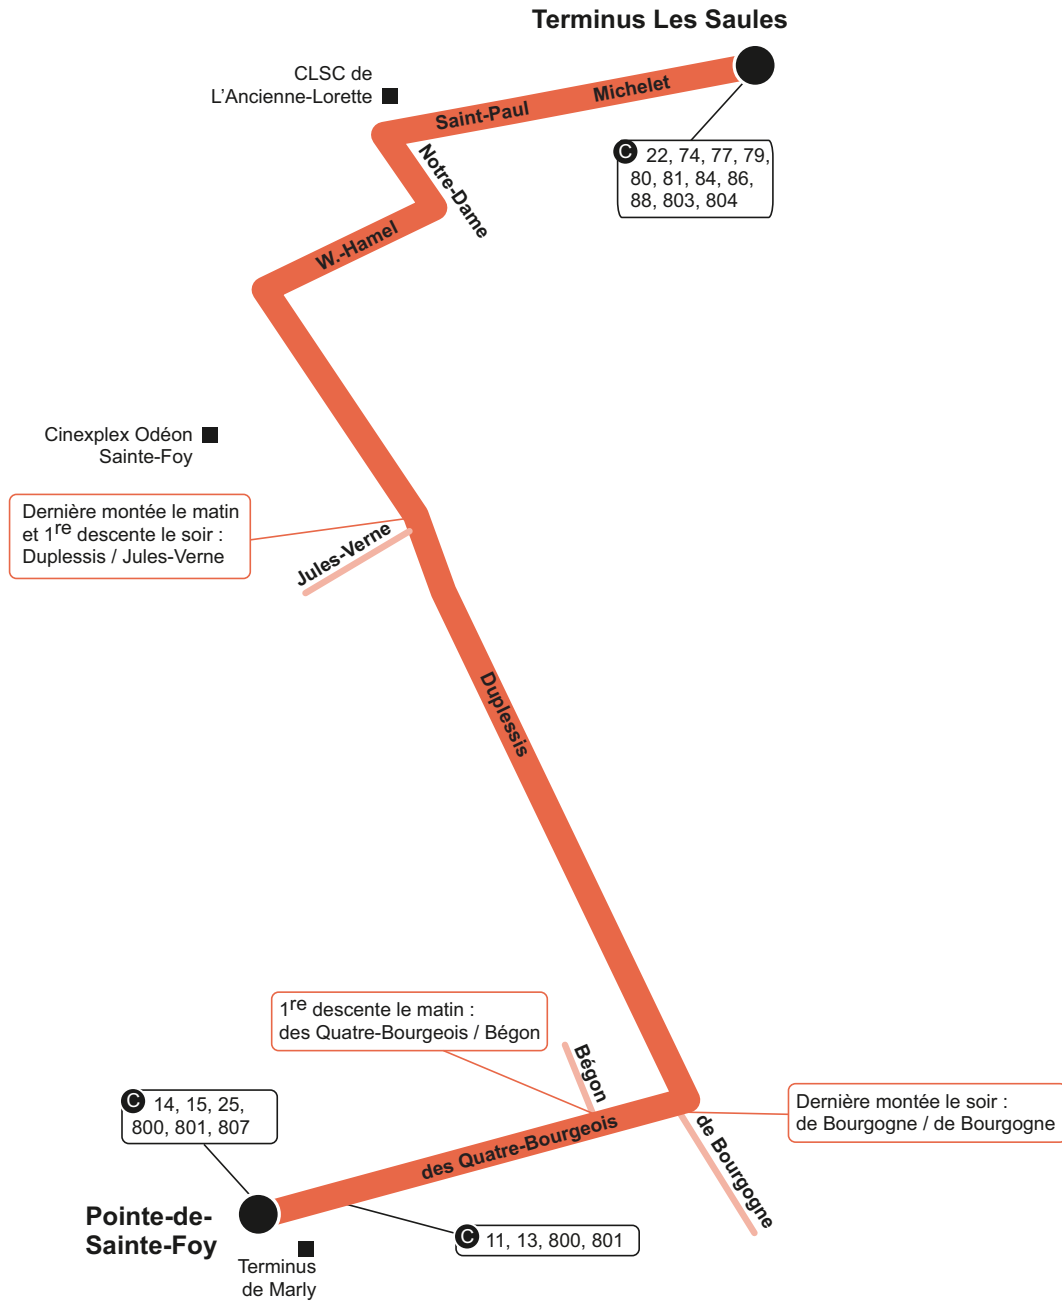 Terminus Les Saules
CLSC de
L'Ancienne-Lorette
Michelet
Saint-Paul
C 22, 74, 77, 79,
80, 81, 84, 86,
88, 803, 804
Notre-Dame
W.-Hamel
Cinexplex Odéon
Sainte-Foy
Dernière montée le matin
et 1re descente le soir :
Duplessis / Jules-Verne
Jules-Verne
Duplessis
1re descente le matin :
des Quatre-Bourgeois / Bégon
Bégon
Dernière montée le soir :
de Bourgogne / de Bourgogne
de Bourgogne
des Quatre-Bourgeois
C 14, 15, 25,
800, 801, 807
Pointe-de-
Sainte-Foy
C 11, 13, 800, 801
Terminus
de Marly